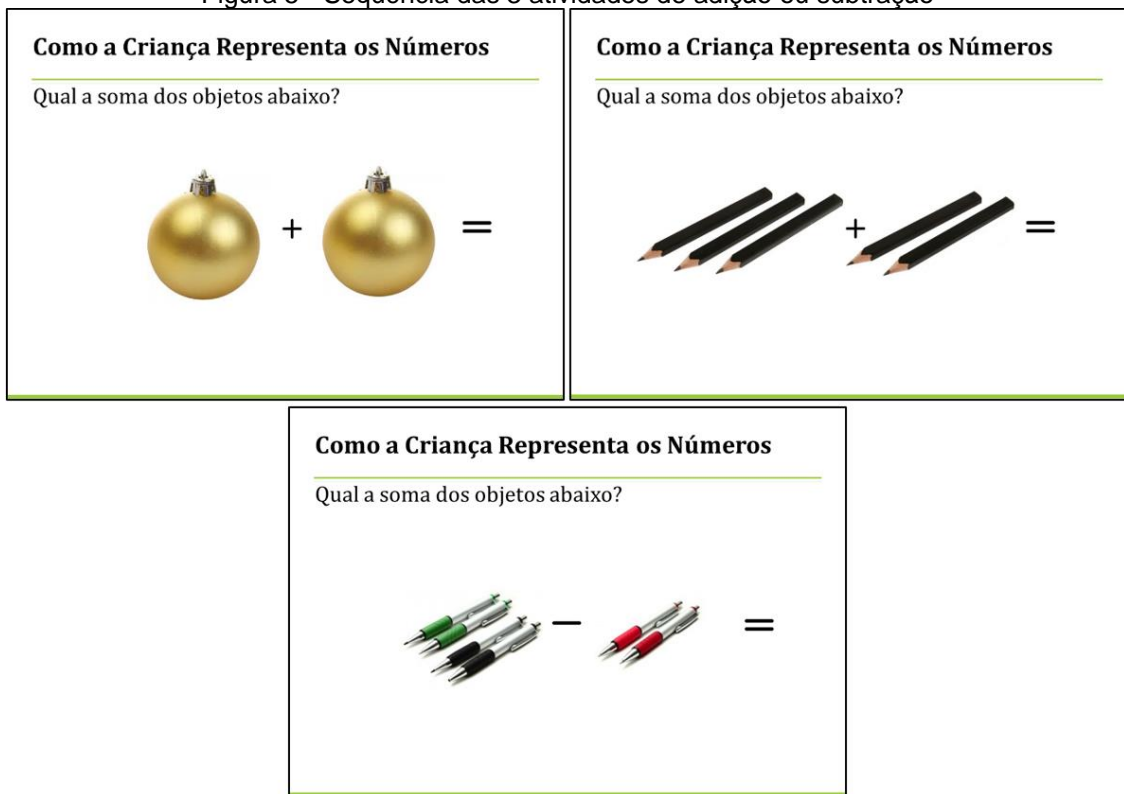 Como a Criança Representa os Números
Qual a soma dos objetos abaixo?
+ =
Como a Criança Representa os Números
Qual a soma dos objetos abaixo?
+ =
Como a Criança Representa os Números
Qual a soma dos objetos abaixo?
− =